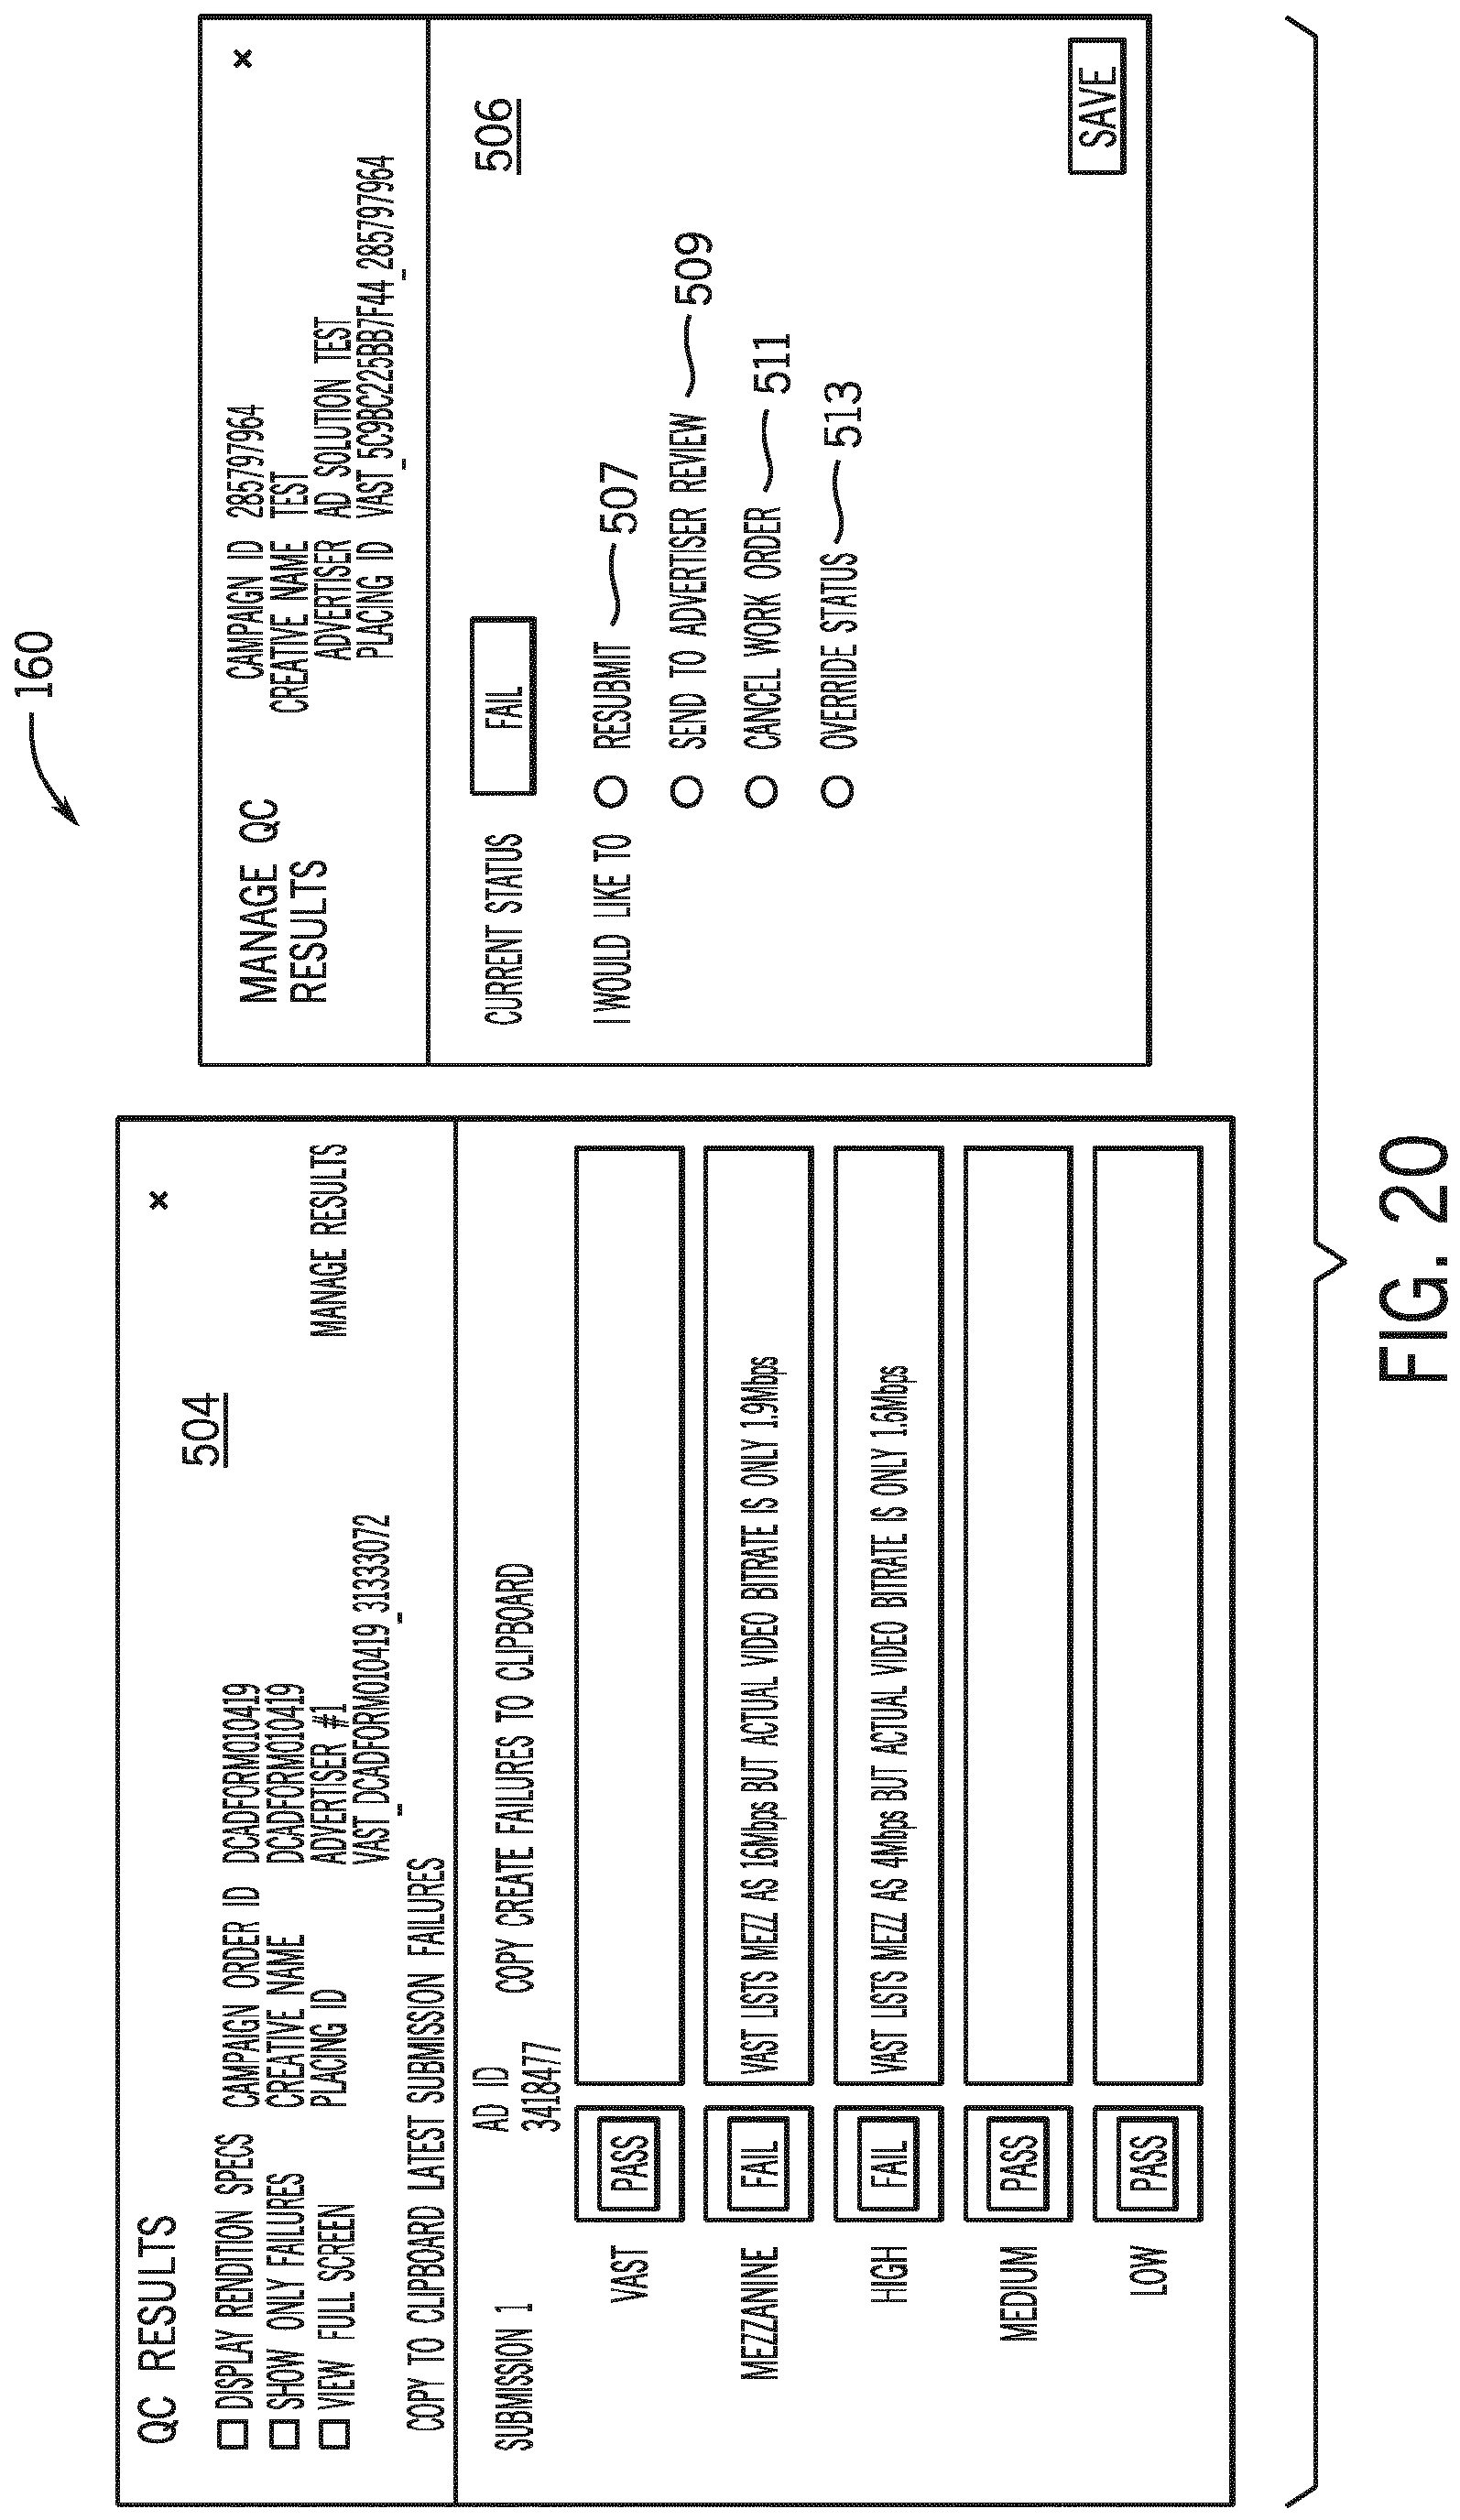 160
QC RESULTS
×
504
DISPLAY RENDITION SPECS
SHOW ONLY FAILURES
VIEW FULL SCREEN
CAMPAIGN ORDER ID DCADFORM010419
CREATIVE NAME DCADFORM010419
PLACING ID ADVERTISER #1
VAST_DCADFORM010419_31333072
MANAGE RESULTS
COPY TO CLIPBOARD LATEST SUBMISSION FAILURES
SUBMISSION 1
AD ID
3418477
COPY CREATE FAILURES TO CLIPBOARD
VAST PASS
MEZZANINE FAIL VAST LISTS MEZZ AS 16Mbps BUT ACTUAL VIDEO BITRATE IS ONLY 1.9Mbps
HIGH FAIL VAST LISTS MEZZ AS 4Mbps BUT ACTUAL VIDEO BITRATE IS ONLY 1.6Mbps
MEDIUM PASS
LOW PASS
MANAGE QC
RESULTS
×
CAMPAIGN ID 285797964
CREATIVE NAME TEST
ADVERTISER AD SOLUTION TEST
PLACING ID VAST_5C9BC225BB7F44_285797964
506
CURRENT STATUS FAIL
I WOULD LIKE TO RESUBMIT 507
SEND TO ADVERTISER REVIEW 509
CANCEL WORK ORDER 511
OVERRIDE STATUS 513
SAVE
FIG. 20